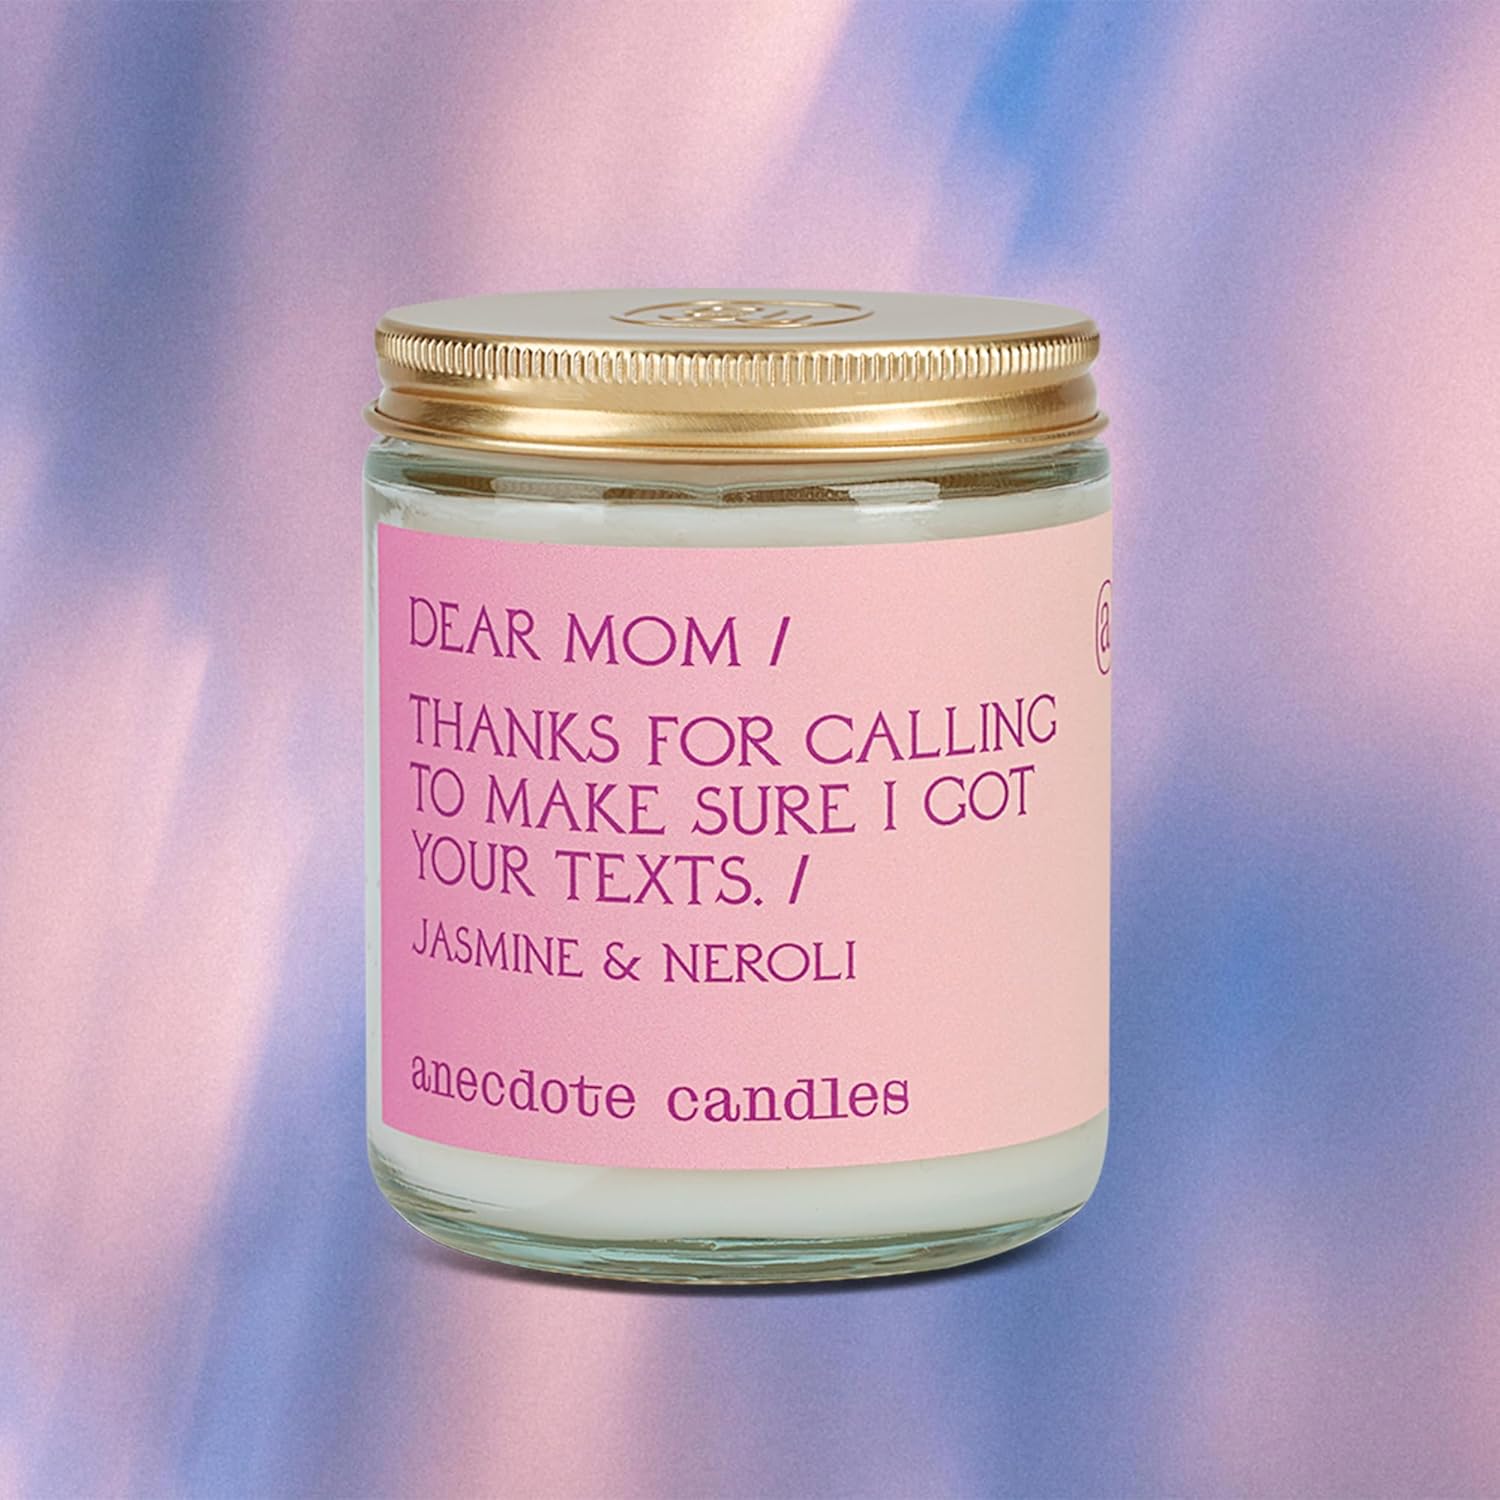 DEAR MOM /
THANKS FOR CALLING
TO MAKE SURE I GOT
YOUR TEXTS. /
JASMINE & NEROLI
anecdote candles
a